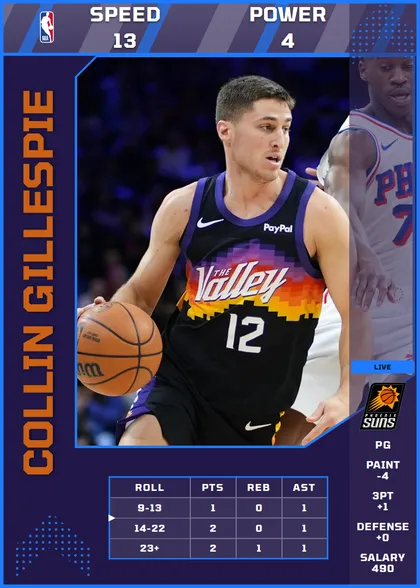 SPEED
13
POWER
4
COLLIN GILLESPIE
PayPal
PH
7
THE
Valley
12
LIVE
PHOENIX
SUNS
PG
PAINT
-4
3PT
+1
DEFENSE
+0
SALARY
490
ROLL PTS REB AST
9-13 1 0 1
14-22 2 0 1
23+ 2 1 1